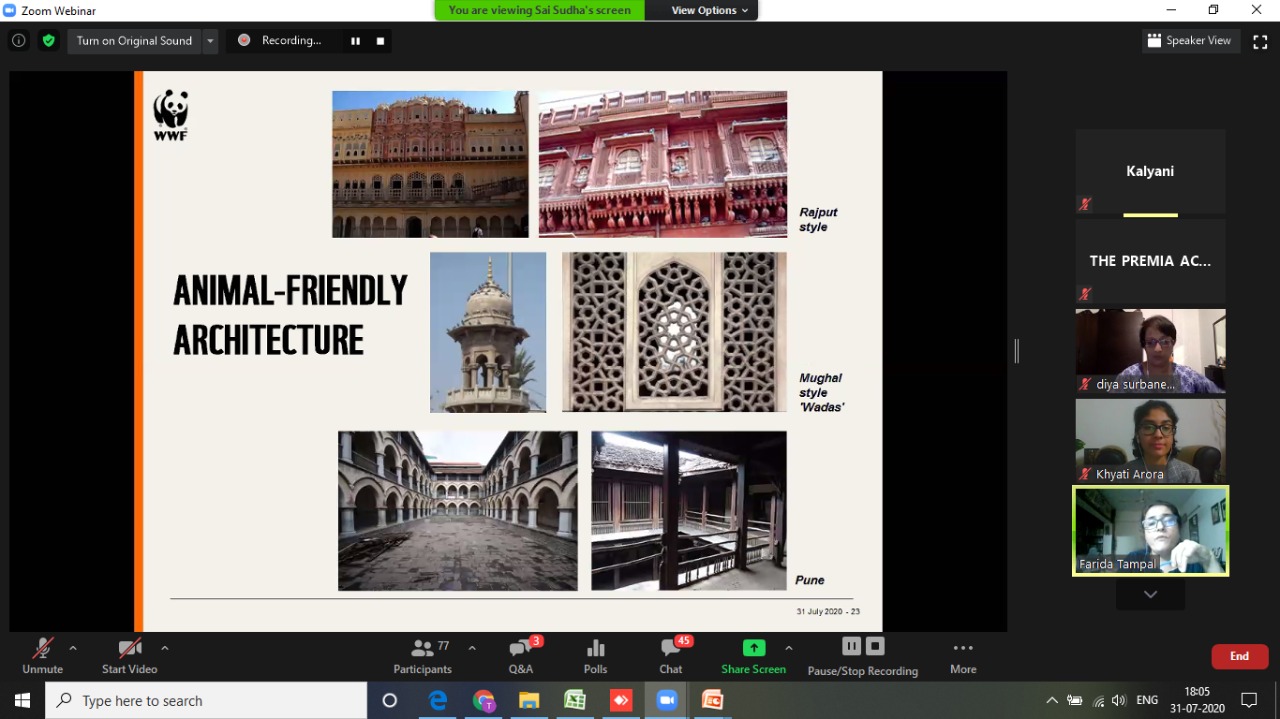 Zoom Webinar
You are viewing Sai Sudha's screen
View Options
Turn on Original Sound
Recording...
Speaker View
WWF
Rajput
style
ANIMAL-FRIENDLY
ARCHITECTURE
Mughal
style
'Wadas'
Pune
31 July 2020 - 23
Kalyani
THE PREMIA AC...
diya surbane...
Khyati Arora
Farida Tampal
Unmute
Start Video
77
Participants
3
Q&A
Polls
45
Chat
Share Screen
Pause/Stop Recording
More
End
Type here to search
ENG
18:05
31-07-2020